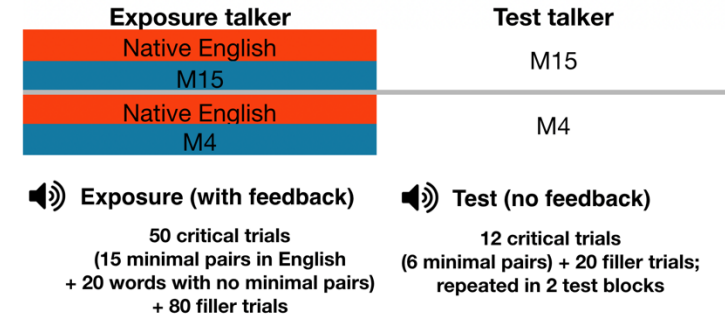 Exposure talker
Test talker
Native English
M15
M15
Native English
M4
M4
Exposure (with feedback)
Test (no feedback)
50 critical trials
(15 minimal pairs in English
+ 20 words with no minimal pairs)
+ 80 filler trials
12 critical trials
(6 minimal pairs) + 20 filler trials;
repeated in 2 test blocks